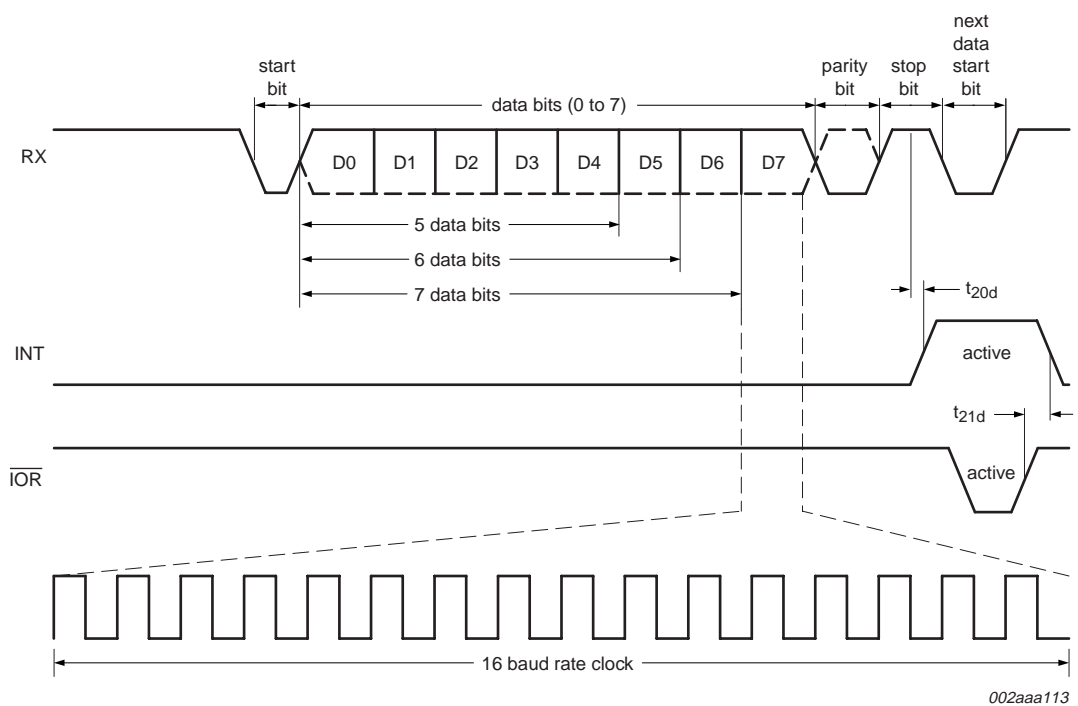 next
data
start
bit
start
bit
parity
bit
stop
bit
data bits (0 to 7)
RX
D0 D1 D2 D3 D4 D5 D6 D7
5 data bits
6 data bits
7 data bits
t20d
INT
active
t21d
IOR
active
16 baud rate clock
002aaa113